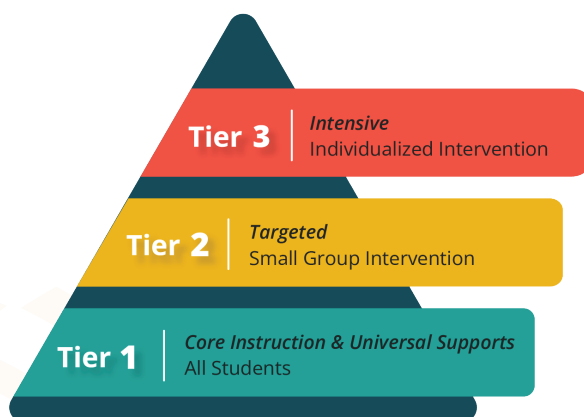 Tier 3
Intensive
Individualized Intervention
Tier 2
Targeted
Small Group Intervention
Tier 1
Core Instruction & Universal Supports
All Students